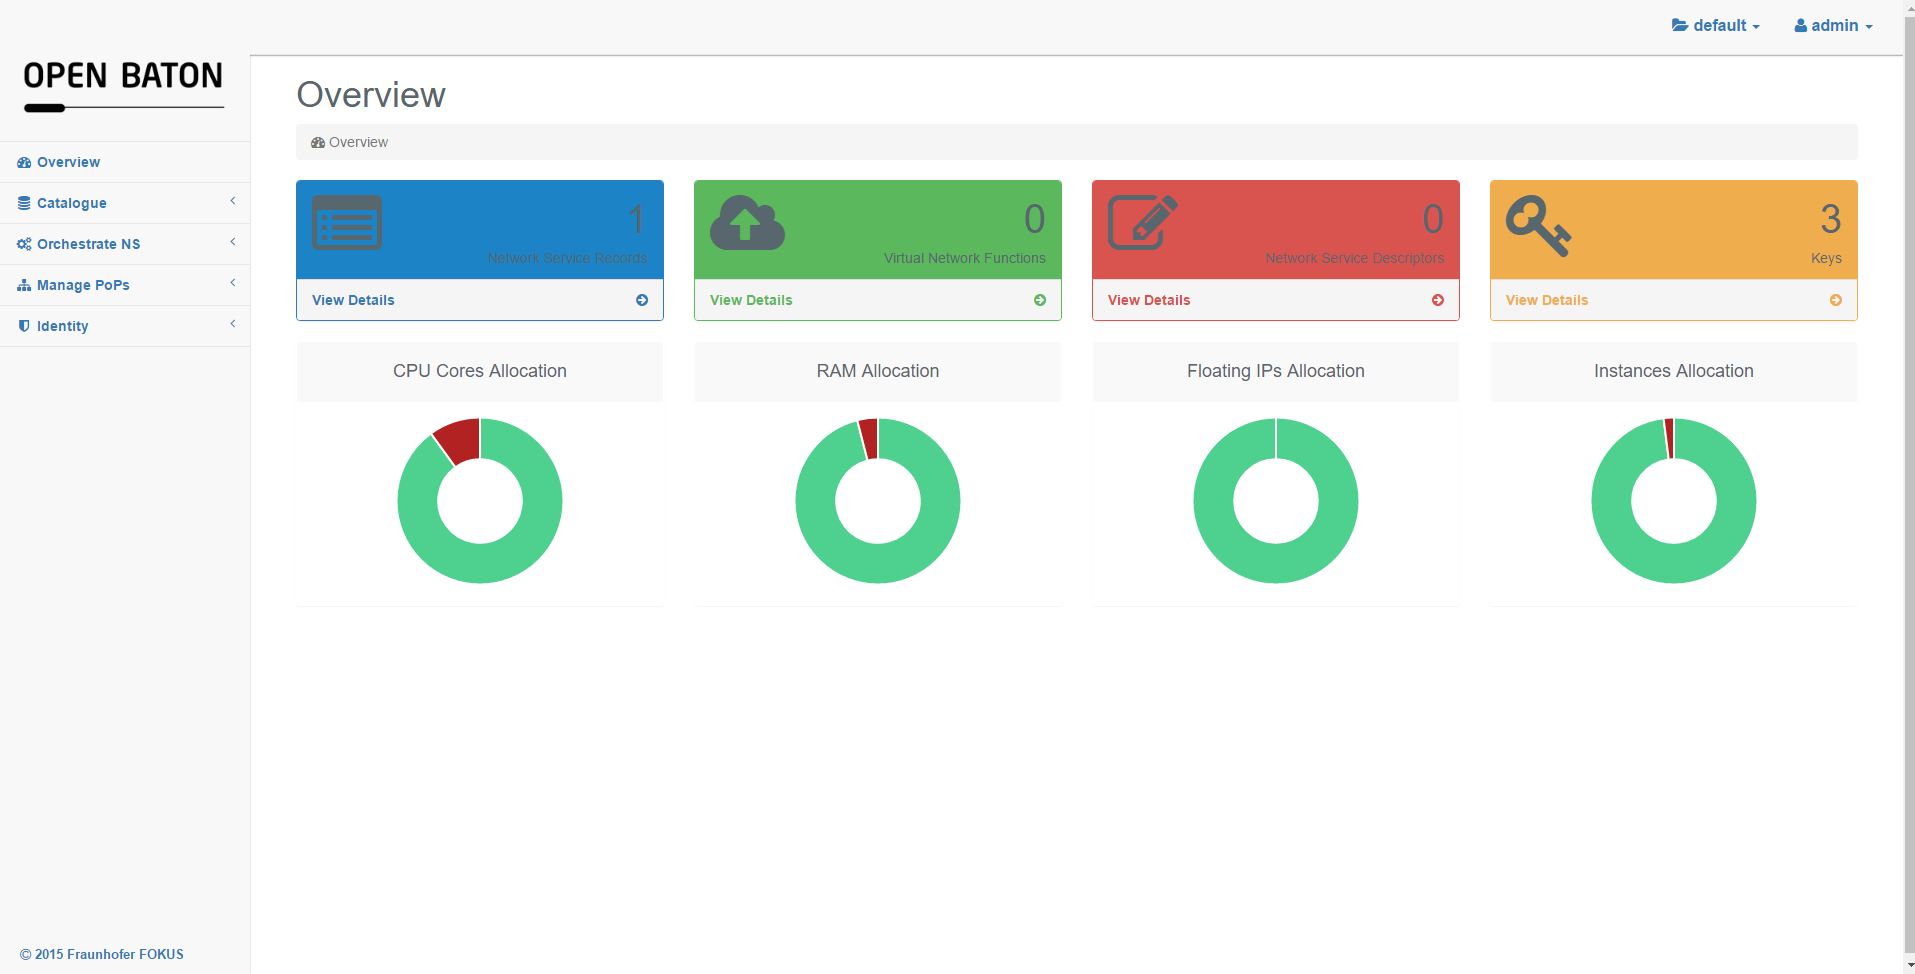 default
admin
OPEN BATON
Overview
Overview
Overview
Catalogue
Orchestrate NS
Manage PoPs
Identity
1
Network Service Records
View Details
0
Virtual Network Functions
View Details
0
Network Service Descriptors
View Details
3
Keys
View Details
CPU Cores Allocation
RAM Allocation
Floating IPs Allocation
Instances Allocation
© 2015 Fraunhofer FOKUS